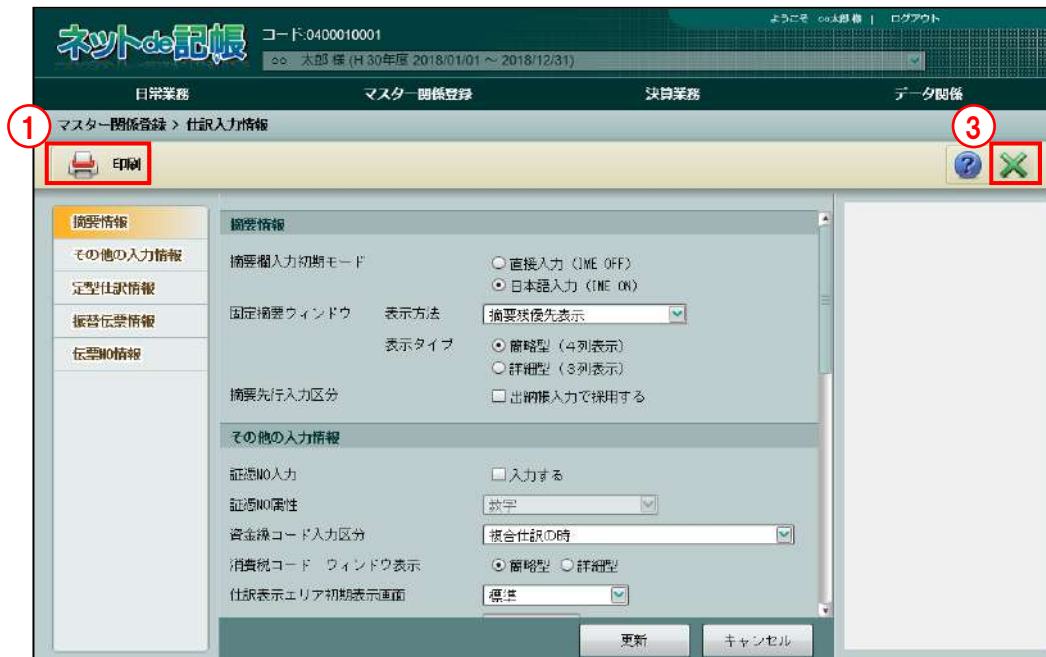 ようこそ ○○太郎 様 | ログアウト
ネットde記帳
コード:0400010001
○○ 太郎 様 (H 30年度 2018/01/01 ~ 2018/12/31)
日常業務 マスター関係登録 決算業務 データ関係
マスター関係登録 > 仕訳入力情報
① ③
印刷 ?
摘要情報
その他の入力情報
定型仕訳情報
振替伝票情報
伝票NO情報
摘要情報
摘要欄入力初期モード 直接入力 (IME OFF)
日本語入力 (IME ON)
固定摘要ウィンドウ 表示方法 摘要残優先表示
表示タイプ 簡略型 (4列表示)
詳細型 (3列表示)
摘要先行入力区分 出納帳入力で採用する
その他の入力情報
証憑NO入力 入力する
証憑NO属性 数字
資金繰コード入力区分 複合仕訳の時
消費税コード ウィンドウ表示 簡略型 詳細型
仕訳表示エリア初期表示画面 標準
更新 キャンセル